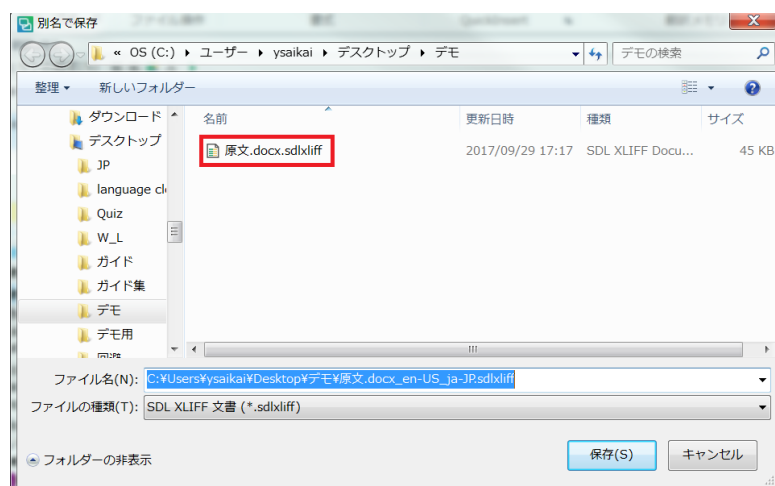 別名で保存
« OS (C:) ▸ ユーザー ▸ ysaikai ▸ デスクトップ ▸ デモ
デモの検索
整理 新しいフォルダー
ダウンロード
デスクトップ
JP
language cl
Quiz
W_L
ガイド
ガイド集
デモ
デモ用
名前 更新日時 種類 サイズ
原文.docx.sdlxliff 2017/09/29 17:17 SDL XLIFF Docu... 45 KB
ファイル名(N): C:¥Users¥ysaikai¥Desktop¥デモ¥原文.docx_en-US_ja-JP.sdlxliff
ファイルの種類(T): SDL XLIFF 文書 (*.sdlxliff)
フォルダーの非表示
保存(S) キャンセル